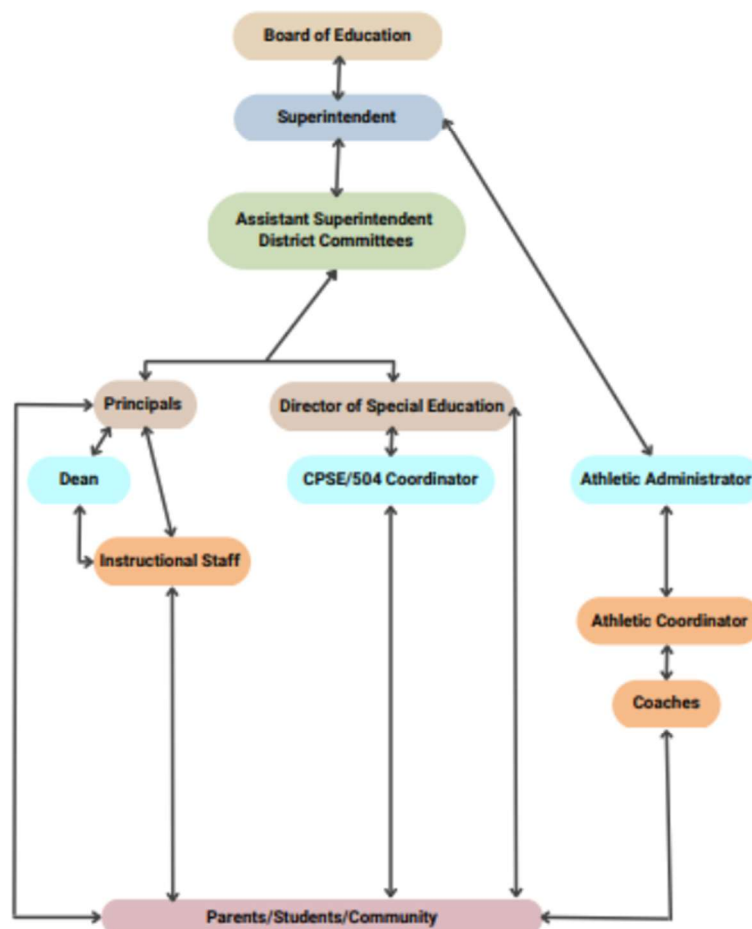 Board of Education
Superintendent
Assistant Superintendent
District Committees
Principals
Director of Special Education
Dean
CPSE/504 Coordinator
Athletic Administrator
Instructional Staff
Athletic Coordinator
Coaches
Parents/Students/Community